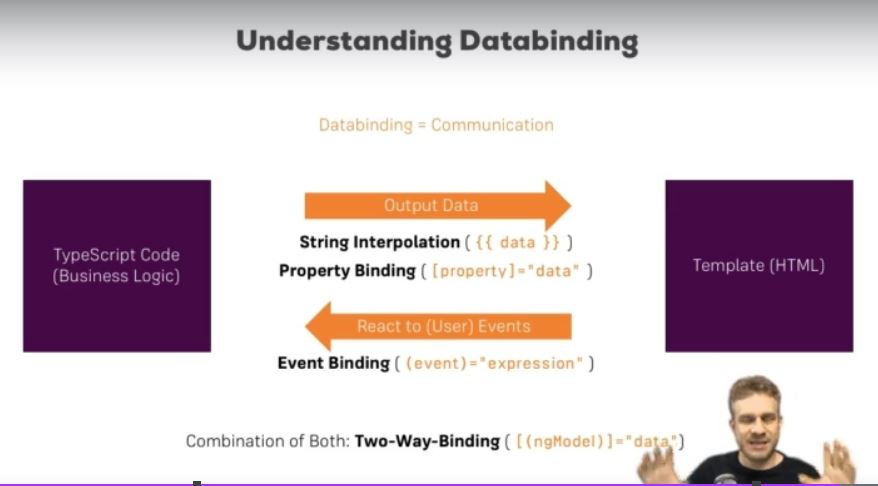 Understanding Databinding
Databinding = Communication
TypeScript Code
(Business Logic)
Output Data
String Interpolation ( {{ data }} )
Property Binding ( [property]="data" )
React to (User) Events
Event Binding ( (event)="expression" )
Template (HTML)
Combination of Both: Two-Way-Binding ( [(ngModel)]="data")